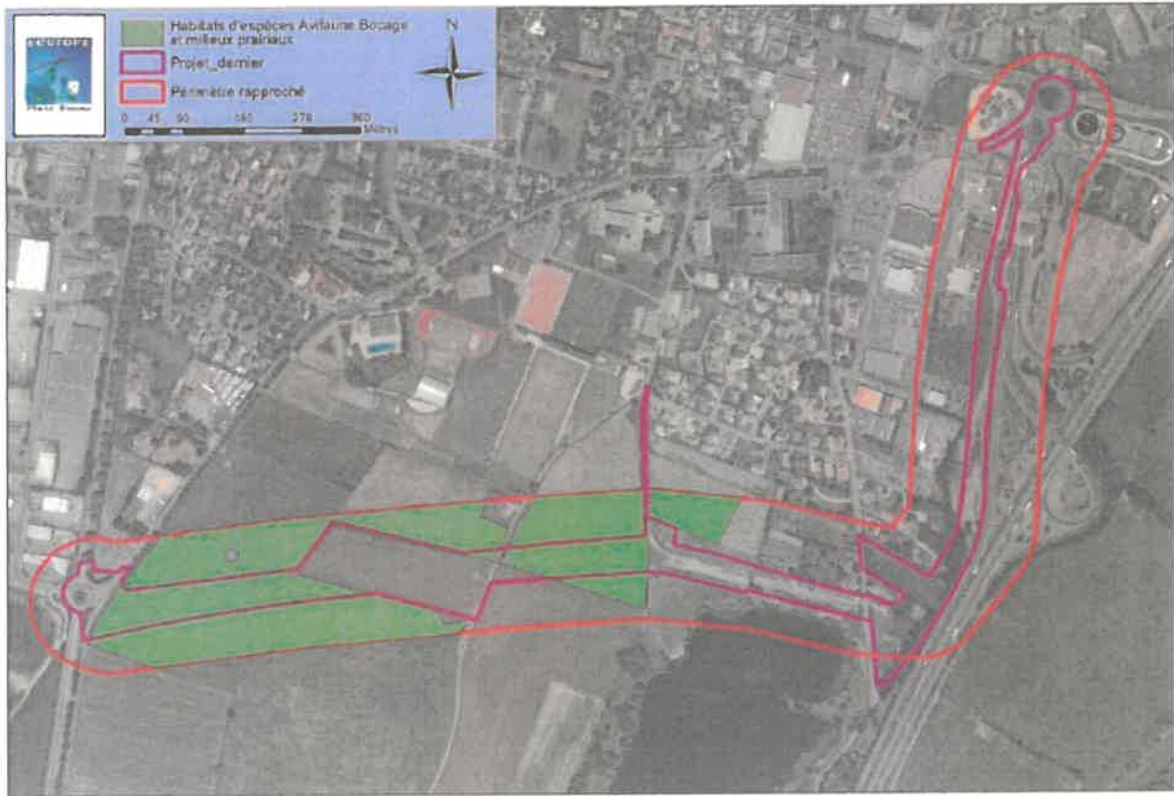 Habitats d'espèces Avifaune Bocage
et milieux prairiaux
N
Projet_dernier
Périmètre rapproché
0 45 90 180 270 360
Mètres